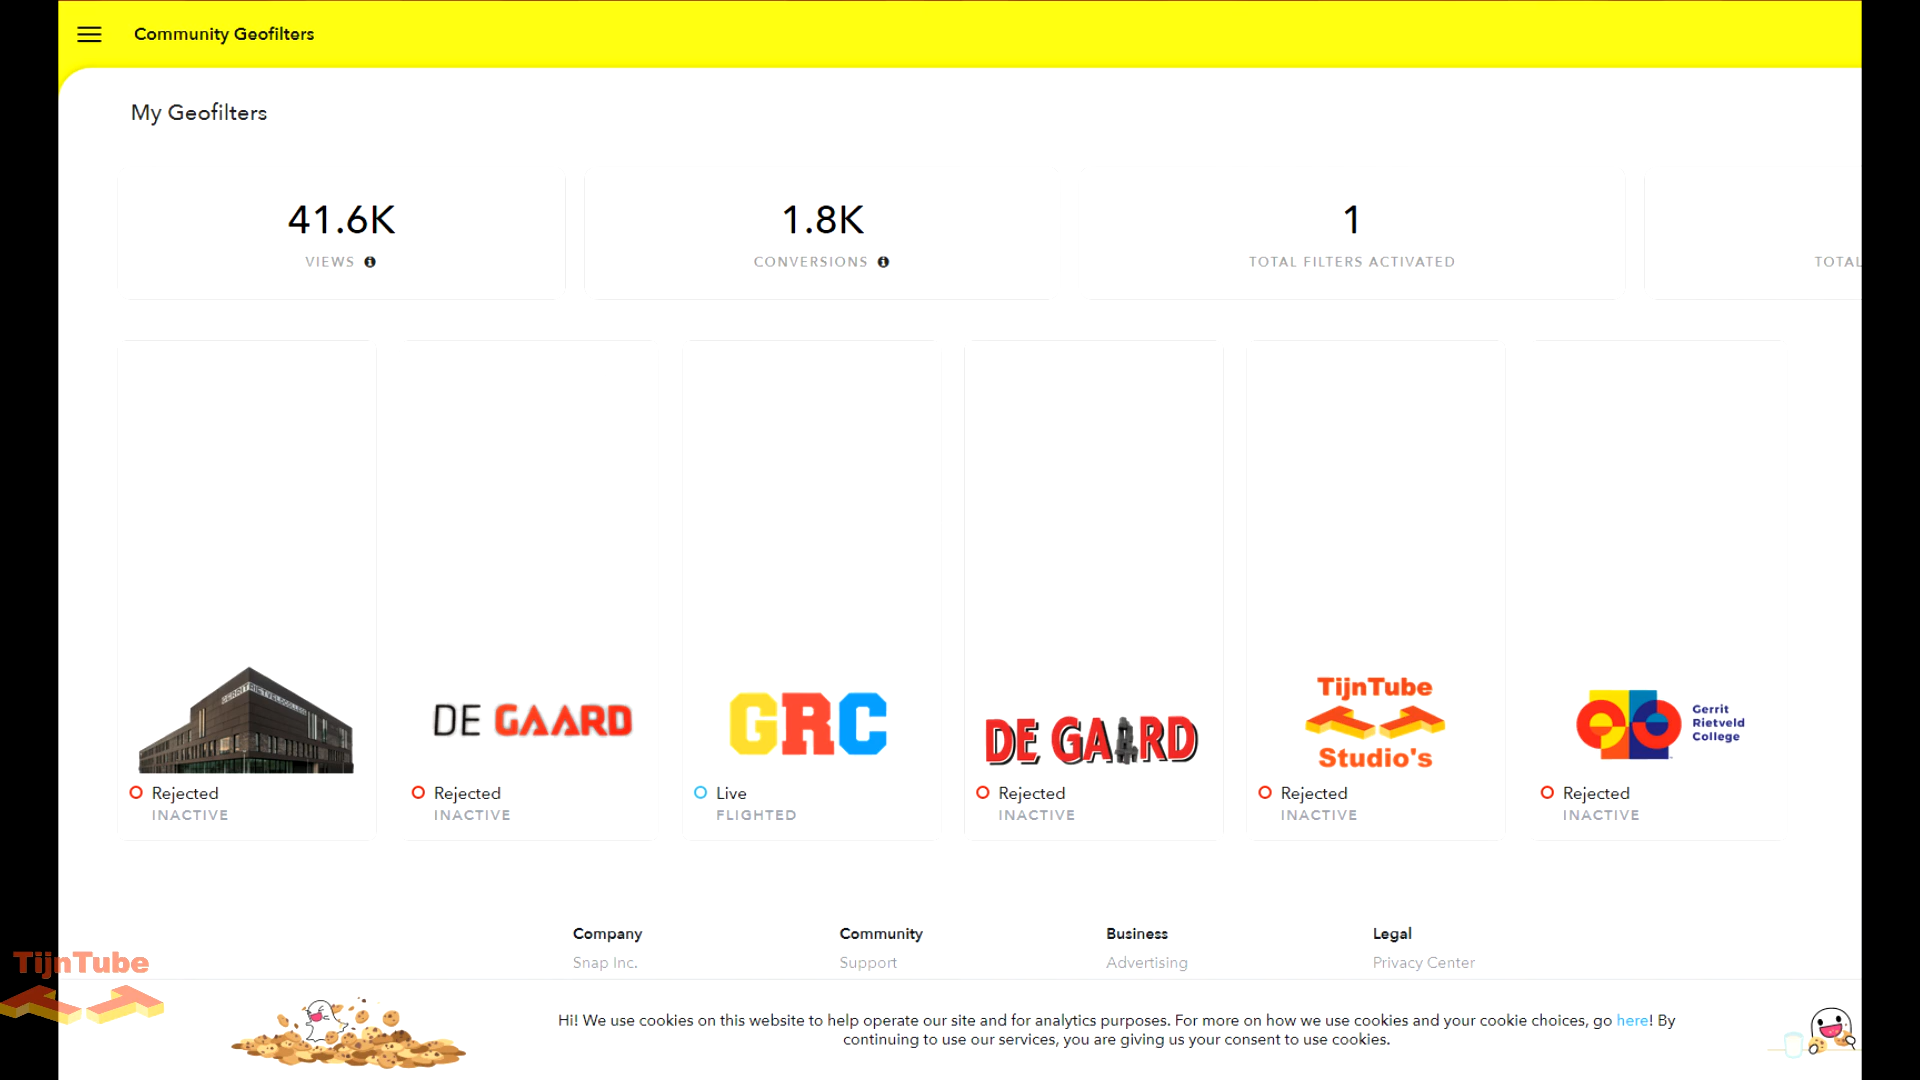 Community Geofilters
My Geofilters
41.6K
VIEWS
1.8K
CONVERSIONS
1
TOTAL FILTERS ACTIVATED
TOTAL
DE GAARD
GRC
DE GAARD
TijnTube
Studio's
Gerrit
Rietveld
College
Rejected
INACTIVE
Rejected
INACTIVE
Live
FLIGHTED
Rejected
INACTIVE
Rejected
INACTIVE
Rejected
INACTIVE
Company
Community
Business
Legal
Snap Inc.
Support
Advertising
Privacy Center
TijnTube
Hi! We use cookies on this website to help operate our site and for analytics purposes. For more on how we use cookies and your cookie choices, go here! By
continuing to use our services, you are giving us your consent to use cookies.